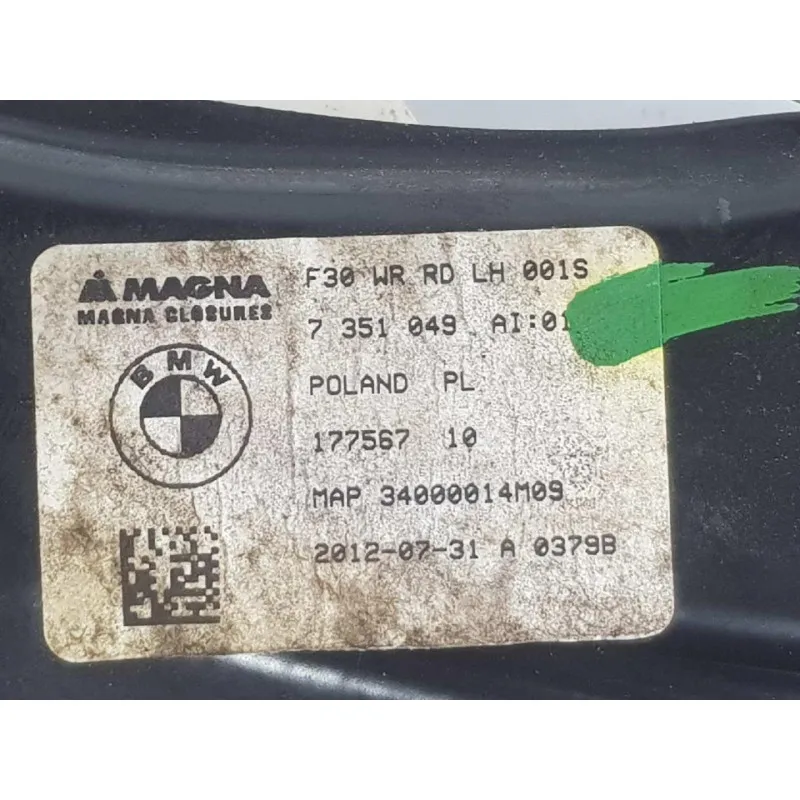 MAGNA
MAGNA CLOSURES
BMW
F30 WR RD LH 001S
7 351 049 AI:01
POLAND PL
177567 10
MAP 34000014M09
2012-07-31 A 0379B